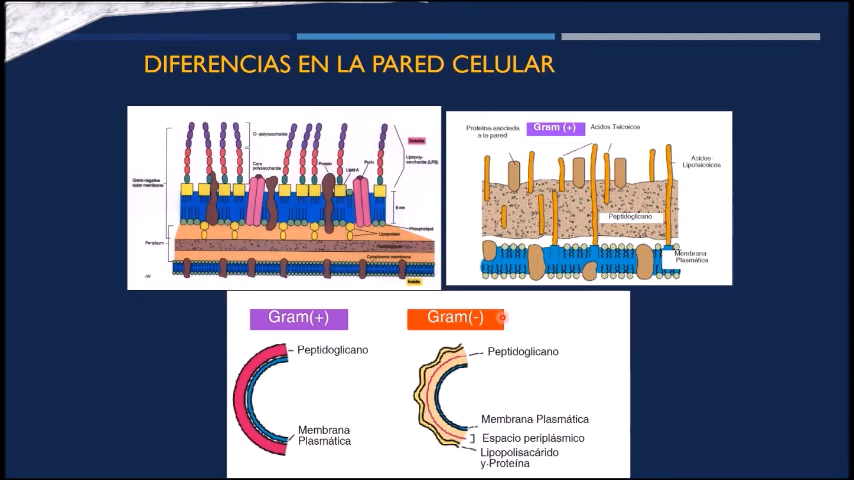 DIFERENCIAS EN LA PARED CELULAR
O- polysaccharide
Core
polysaccharide
Protein
Lipid A
Porin
Outside
Lipopoly-
saccharide (LPS)
Gram-negative
outer membrane
8 nm
Phospholipid
Lipoprotein
Periplasm
Peptidoglycan
Cytoplasmic membrane
(a)
Inside
Proteína asociada
a la pared
Gram (+)
Acidos Teicoicos
Acidos
Lipoteicoicos
Peptidoglicano
Membrana
Plasmática
Gram(+)
Peptidoglicano
Membrana
Plasmática
Gram(-)
Peptidoglicano
Membrana Plasmática
Espacio periplásmico
Lipopolisacárido
y-Proteína